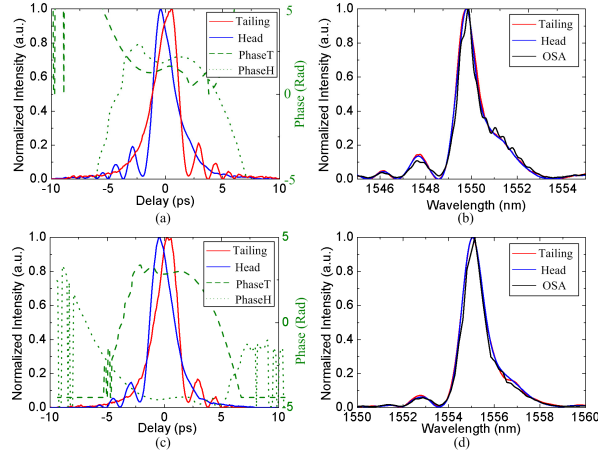 Normalized Intensity (a.u.)
1.0
0.8
0.6
0.4
0.2
0.0
-10
-5
0
5
10
Delay (ps)
5
0
-5
Phase (Rad)
Tailing
Head
PhaseT
PhaseH
(a)
Normalized Intensity (a.u.)
1.0
0.8
0.6
0.4
0.2
0.0
1546
1548
1550
1552
1554
Wavelength (nm)
Tailing
Head
OSA
(b)
Normalized Intensity (a.u.)
1.0
0.8
0.6
0.4
0.2
0.0
-10
-5
0
5
10
Delay (ps)
5
0
-5
Phase (Rad)
Tailing
Head
PhaseT
PhaseH
(c)
Normalized Intensity (a.u.)
1.0
0.8
0.6
0.4
0.2
0.0
1550
1552
1554
1556
1558
1560
Wavelength (nm)
Tailing
Head
OSA
(d)